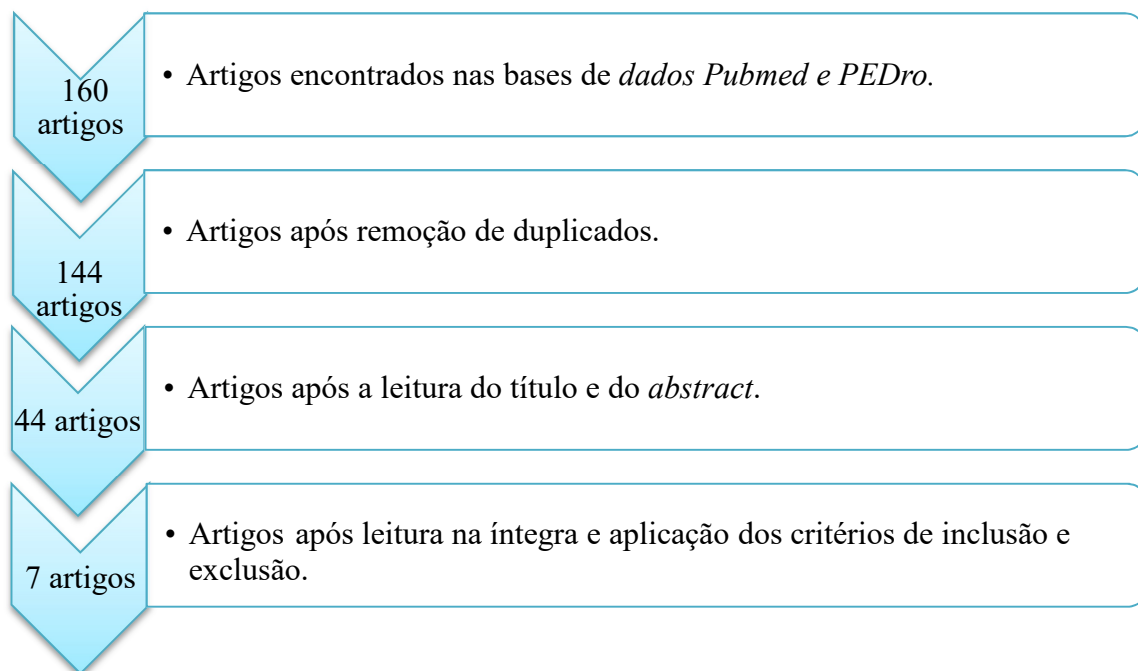 160
artigos
• Artigos encontrados nas bases de dados Pubmed e PEDro.
144
artigos
• Artigos após remoção de duplicados.
44 artigos
• Artigos após a leitura do título e do abstract.
7 artigos
• Artigos após leitura na íntegra e aplicação dos critérios de inclusão e
exclusão.